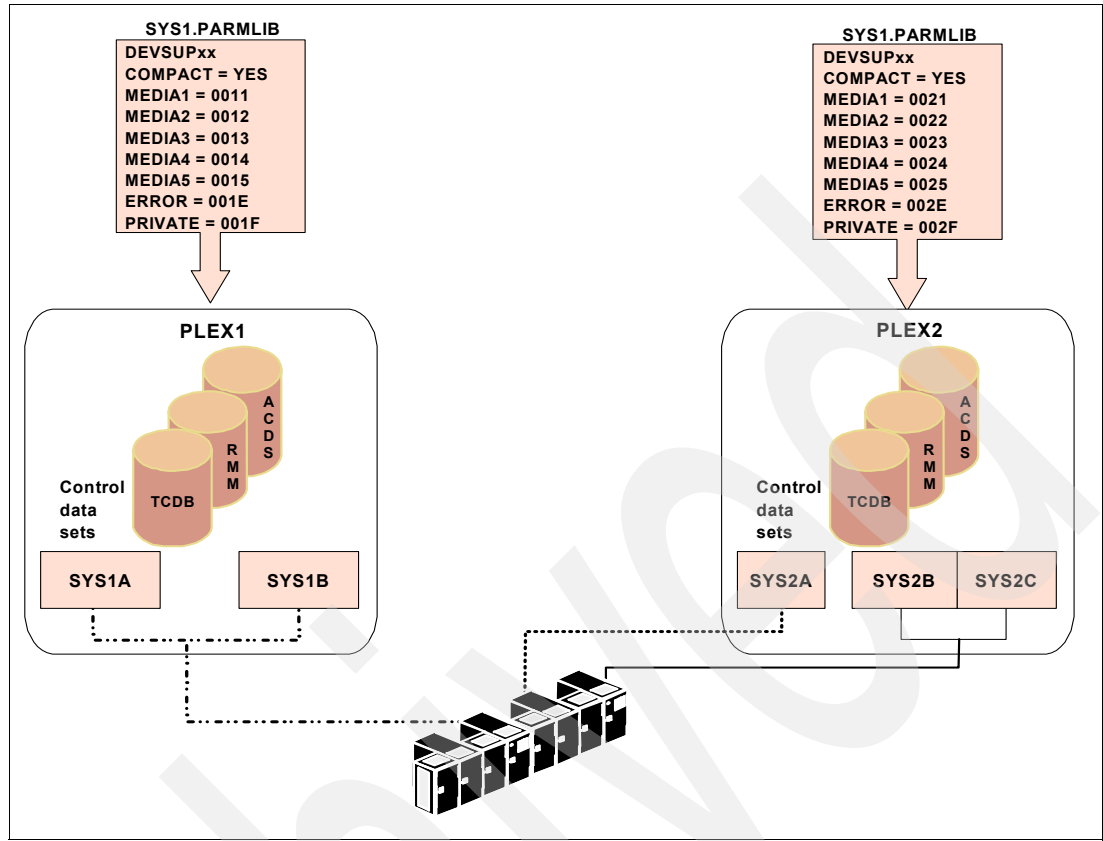 SYS1.PARMLIB
DEVSUPxx
COMPACT = YES
MEDIA1 = 0011
MEDIA2 = 0012
MEDIA3 = 0013
MEDIA4 = 0014
MEDIA5 = 0015
ERROR = 001E
PRIVATE = 001F
SYS1.PARMLIB
DEVSUPxx
COMPACT = YES
MEDIA1 = 0021
MEDIA2 = 0022
MEDIA3 = 0023
MEDIA4 = 0024
MEDIA5 = 0025
ERROR = 002E
PRIVATE = 002F
PLEX1
ACDS
RMM
TCDB
Control
data
sets
SYS1A
SYS1B
PLEX2
ACDS
RMM
TCDB
Control
data
sets
SYS2A
SYS2B
SYS2C